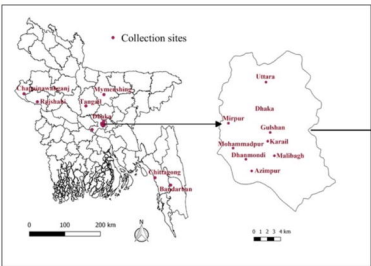 Collection sites
Chapainawabganj
Rajshahi
Mymensingh
Tangail
Dhaka
Chittagong
Bandarban
0 100 200 km
N
Uttara
Dhaka
Mirpur
Gulshan
Mohammadpur
Karail
Dhanmondi
Malibagh
Azimpur
0 1 2 3 4 km